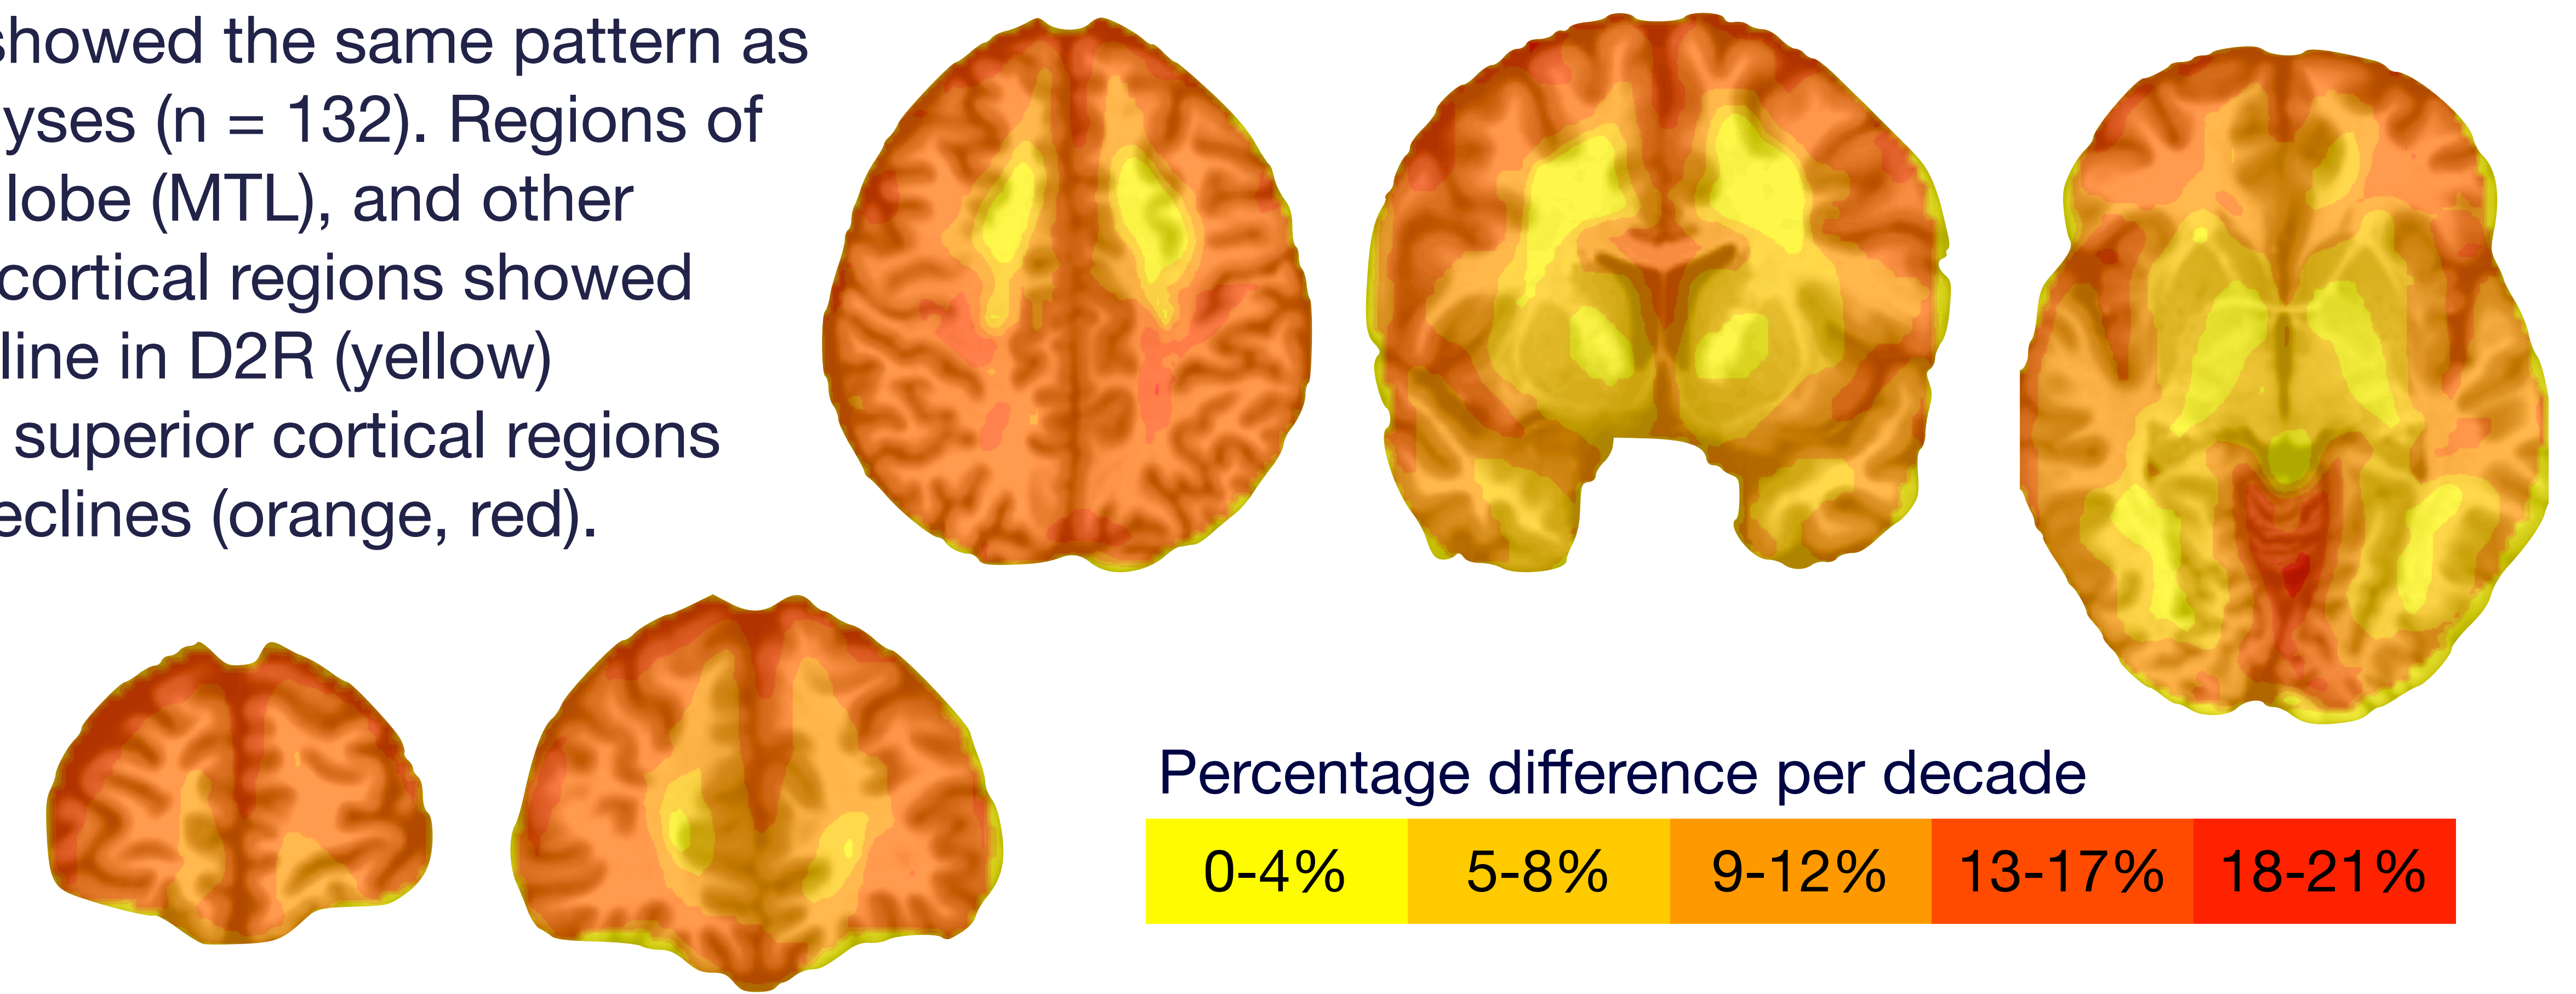 showed the same pattern as
lyses (n = 132). Regions of
lobe (MTL), and other
cortical regions showed
line in D2R (yellow)
superior cortical regions
eclines (orange, red).
Percentage difference per decade
0-4% 5-8% 9-12% 13-17% 18-21%